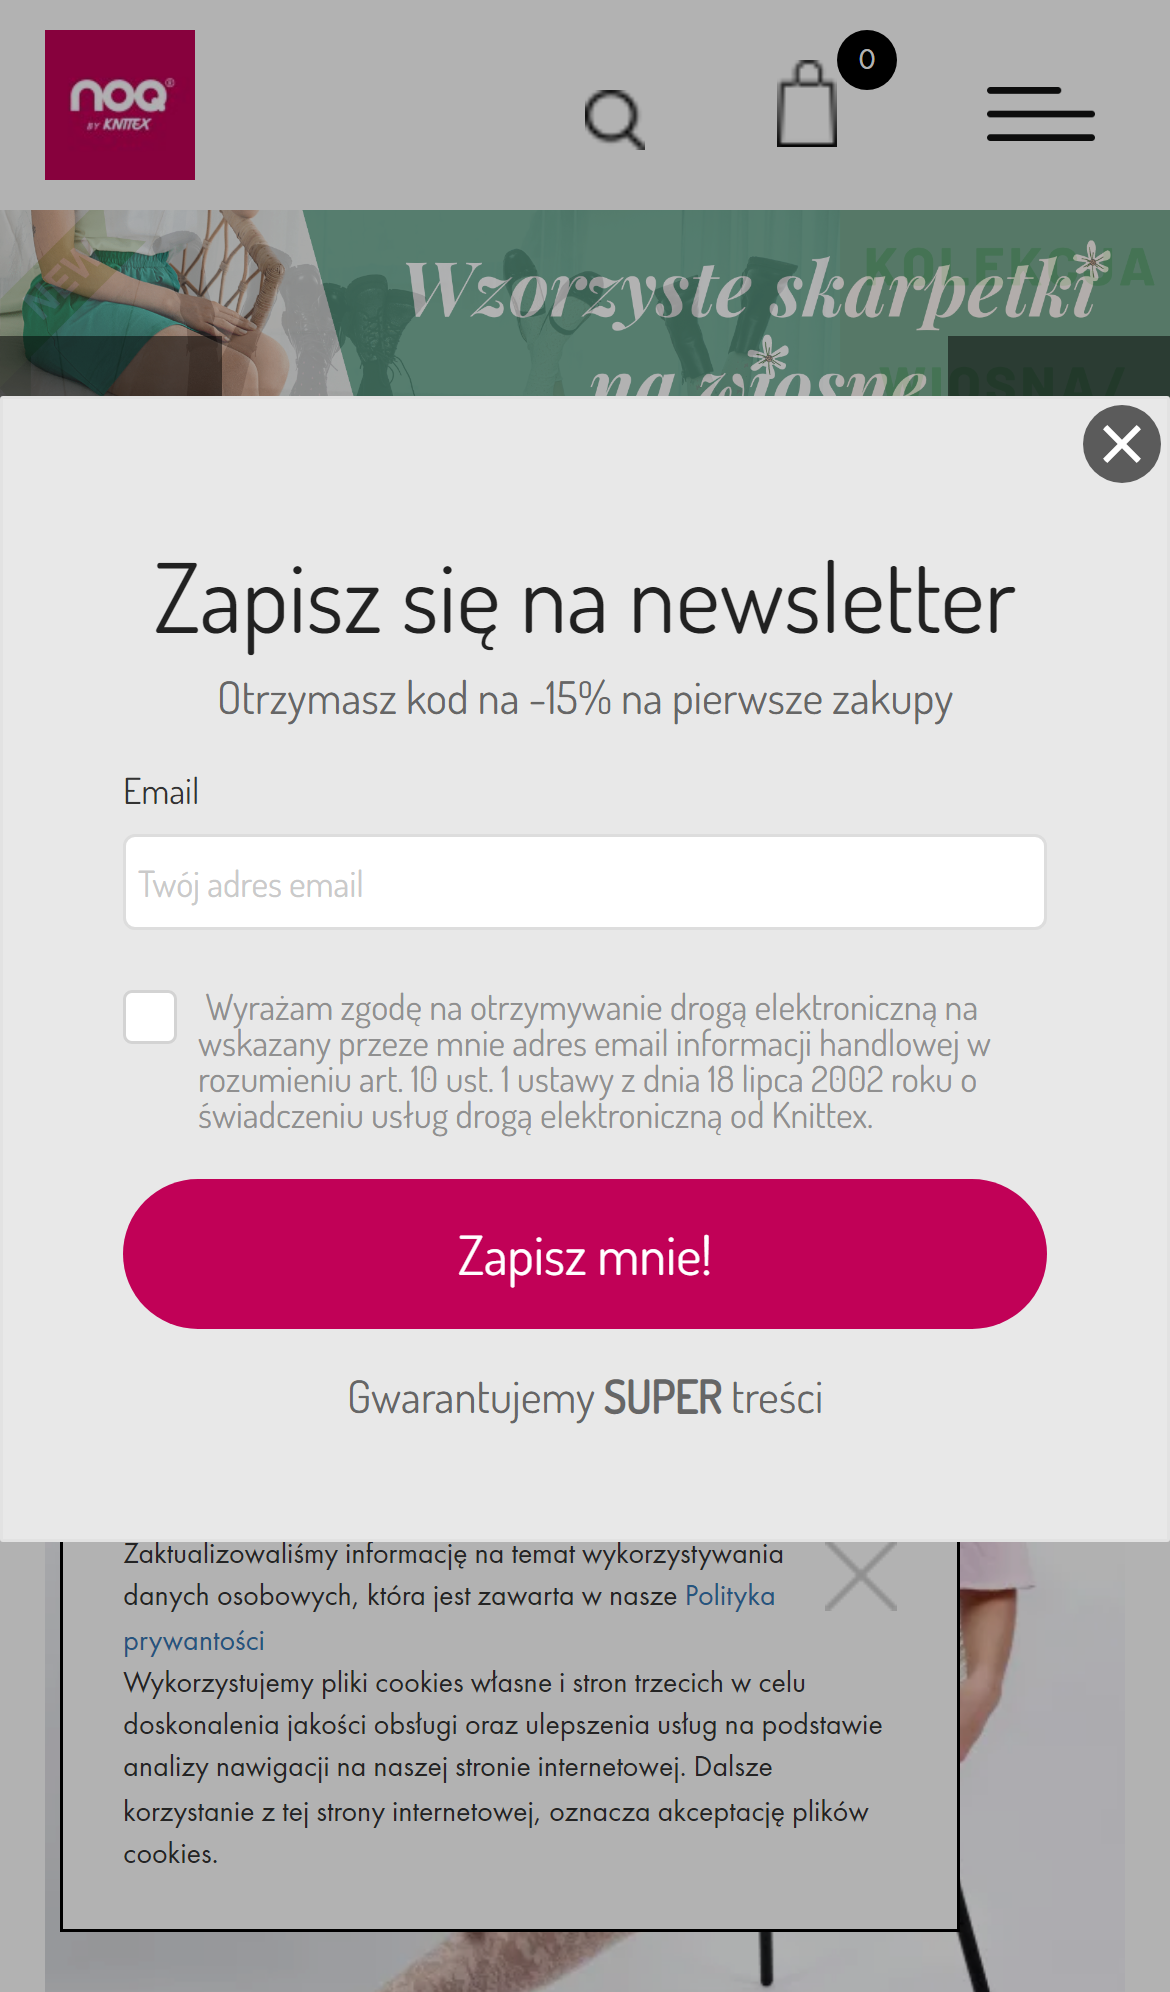 noq®
BY KNITTEX
0
NEW
KOLEKCJA
Wzorzyste skarpetki
WIOSNA/
na wiosnę
Zapisz się na newsletter
Otrzymasz kod na -15% na pierwsze zakupy
Email
Twój adres email
Wyrażam zgodę na otrzymywanie drogą elektroniczną na
wskazany przeze mnie adres email informacji handlowej w
rozumieniu art. 10 ust. 1 ustawy z dnia 18 lipca 2002 roku o
świadczeniu usług drogą elektroniczną od Knittex.
Zapisz mnie!
Gwarantujemy SUPER treści
Zaktualizowaliśmy informację na temat wykorzystywania
danych osobowych, która jest zawarta w nasze Polityka
prywantości
Wykorzystujemy pliki cookies własne i stron trzecich w celu
doskonalenia jakości obsługi oraz ulepszenia usług na podstawie
analizy nawigacji na naszej stronie internetowej. Dalsze
korzystanie z tej strony internetowej, oznacza akceptację plików
cookies.